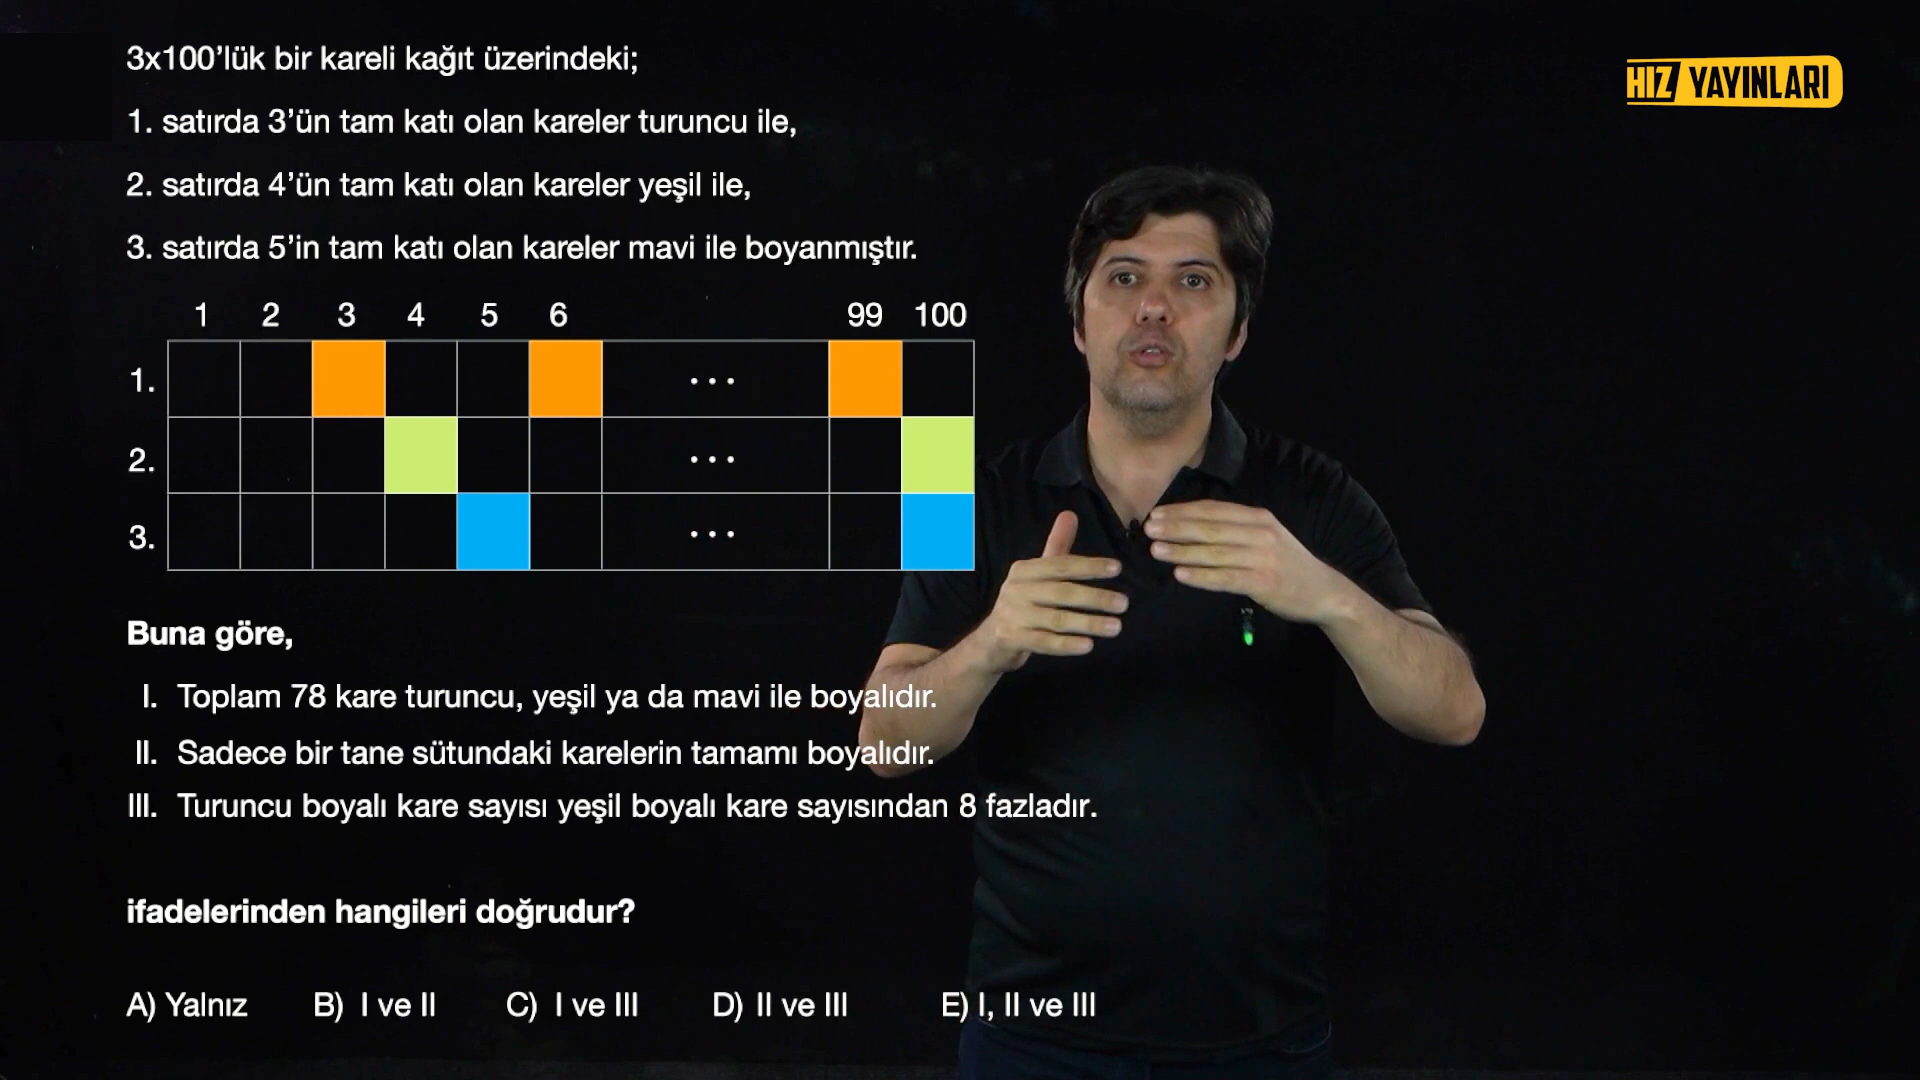 3x100’lük bir kareli kağıt üzerindeki;
HIZ YAYINLARI
1. satırda 3’ün tam katı olan kareler turuncu ile,
2. satırda 4’ün tam katı olan kareler yeşil ile,
3. satırda 5’in tam katı olan kareler mavi ile boyanmıştır.
1 2 3 4 5 6 99 100
1. ...
2. ...
3. ...
Buna göre,
I. Toplam 78 kare turuncu, yeşil ya da mavi ile boyalıdır.
II. Sadece bir tane sütundaki karelerin tamamı boyalıdır.
III. Turuncu boyalı kare sayısı yeşil boyalı kare sayısından 8 fazladır.
ifadelerinden hangileri doğrudur?
A) Yalnız B) I ve II C) I ve III D) II ve III E) I, II ve III